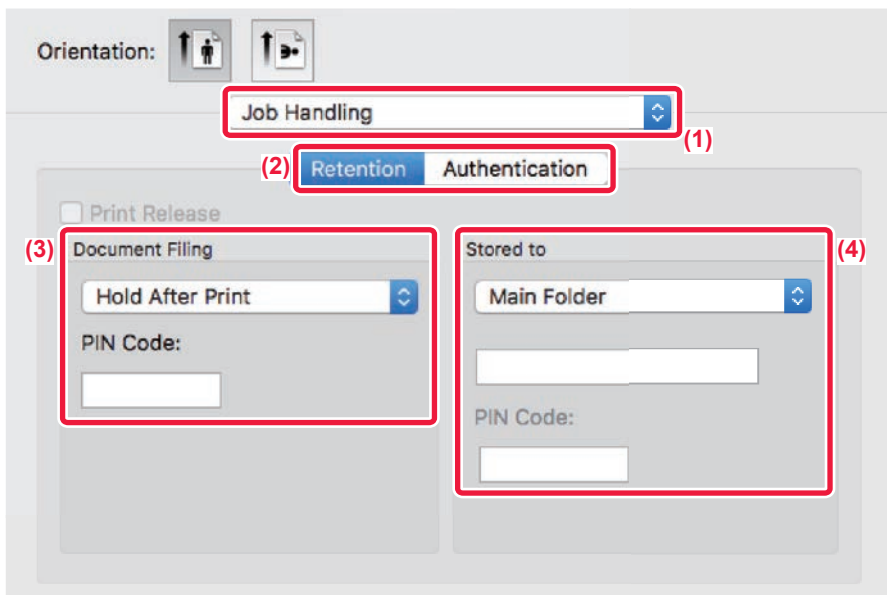 Orientation:
Job Handling
(1)
(2)
Retention Authentication
Print Release
(3)
Document Filing
Hold After Print
PIN Code:
Stored to
(4)
Main Folder
PIN Code: